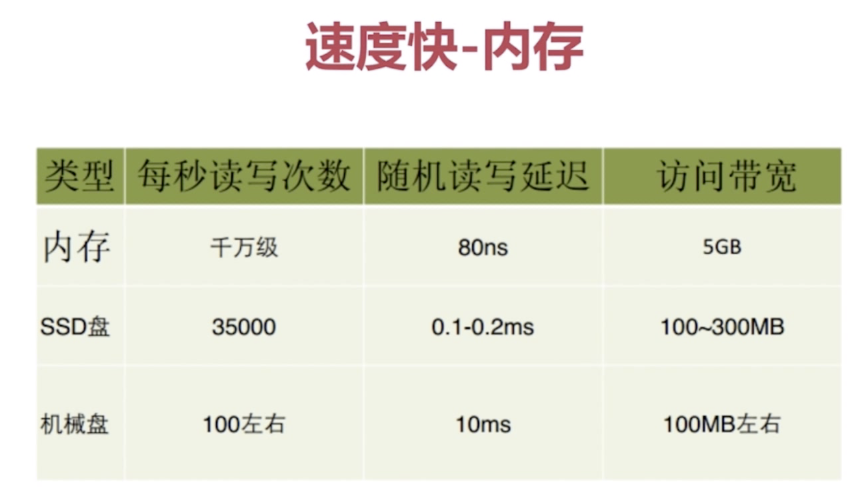 速度快-内存
类型 每秒读写次数 随机读写延迟 访问带宽
内存 千万级 80ns 5GB
SSD盘 35000 0.1-0.2ms 100~300MB
机械盘 100左右 10ms 100MB左右